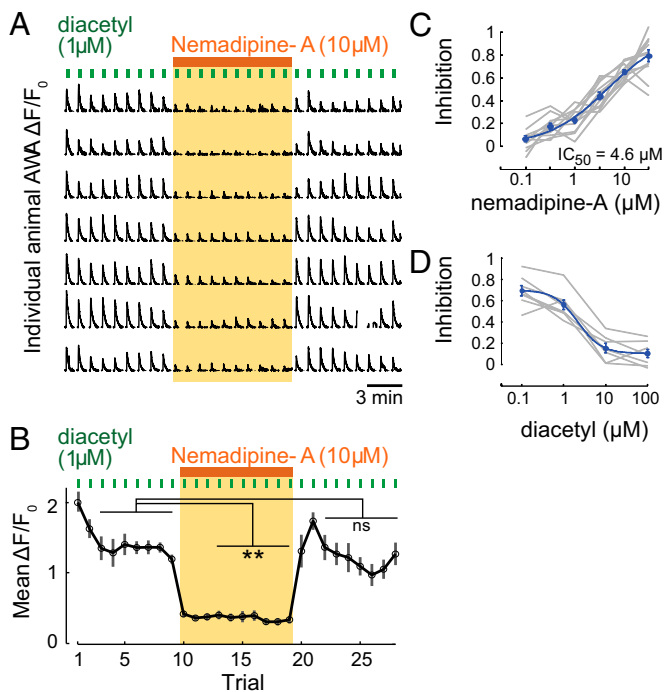 A
diacetyl
(1µM)
Nemadipine- A (10µM)
Individual animal AWA ΔF/F0
3 min
B
diacetyl
(1µM)
Nemadipine- A (10µM)
Mean ΔF/F0
2
1
0
ns
**
1 5 10 15 20 25
Trial
C
Inhibition
1
0.8
0.6
0.4
0.2
0
IC50 = 4.6 µM
0.1 1 10
nemadipine-A (µM)
D
Inhibition
1
0.8
0.6
0.4
0.2
0
0.1 1 10 100
diacetyl (µM)